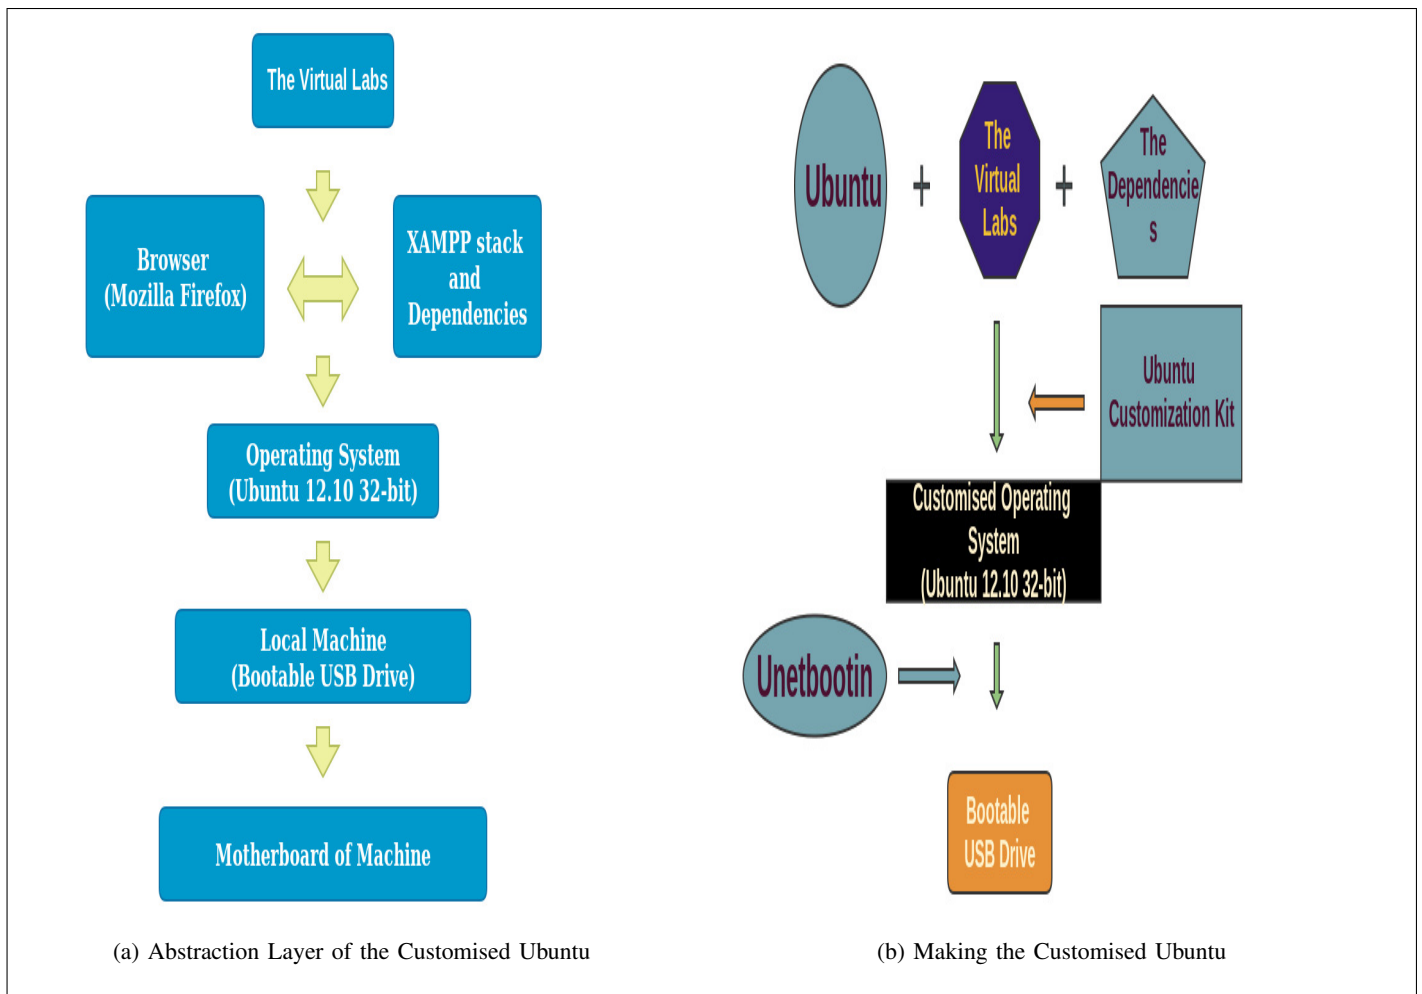 The Virtual Labs
Browser
(Mozilla Firefox)
XAMPP stack
and
Dependencies
Operating System
(Ubuntu 12.10 32-bit)
Local Machine
(Bootable USB Drive)
Motherboard of Machine
(a) Abstraction Layer of the Customised Ubuntu
Ubuntu
+
The
Virtual
Labs
+
The
Dependencie
s
Ubuntu
Customization Kit
Customised Operating
System
(Ubuntu 12.10 32-bit)
Unetbootin
Bootable
USB Drive
(b) Making the Customised Ubuntu